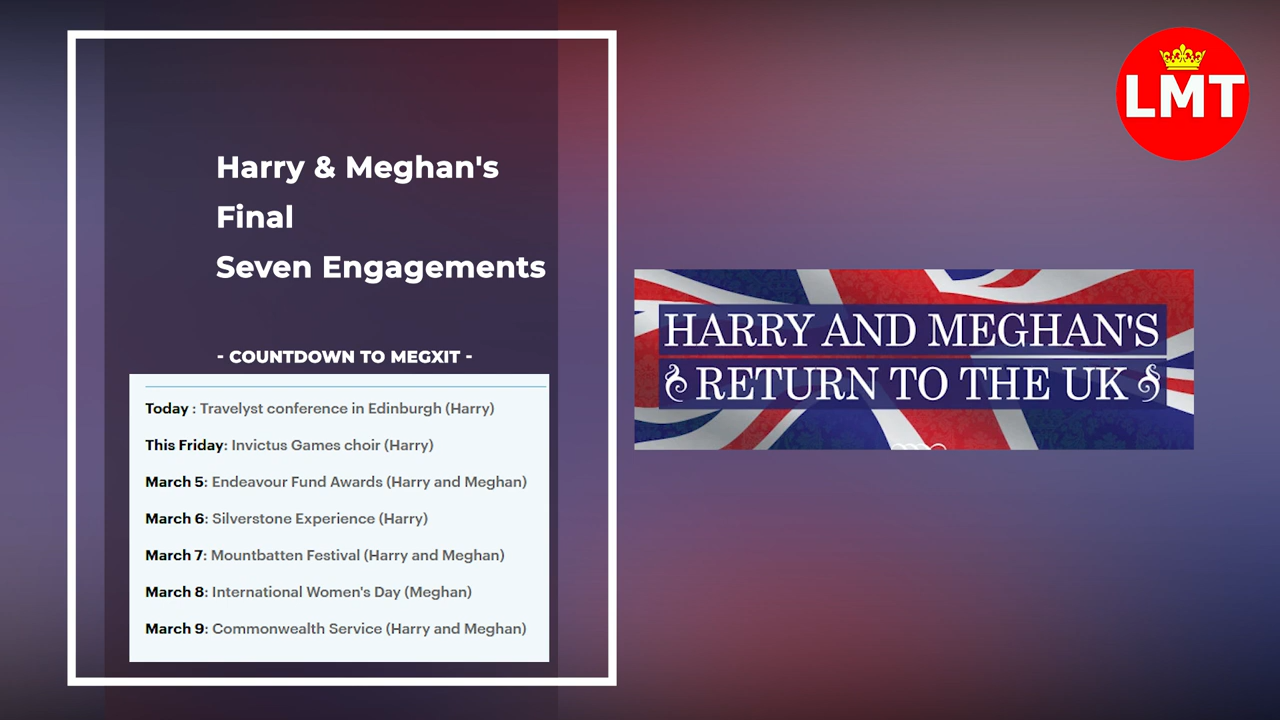 Harry & Meghan's
Final
Seven Engagements
- COUNTDOWN TO MEGXIT -
Today : Travelyst conference in Edinburgh (Harry)
This Friday: Invictus Games choir (Harry)
March 5: Endeavour Fund Awards (Harry and Meghan)
March 6: Silverstone Experience (Harry)
March 7: Mountbatten Festival (Harry and Meghan)
March 8: International Women's Day (Meghan)
March 9: Commonwealth Service (Harry and Meghan)
LMT
HARRY AND MEGHAN'S
RETURN TO THE UK